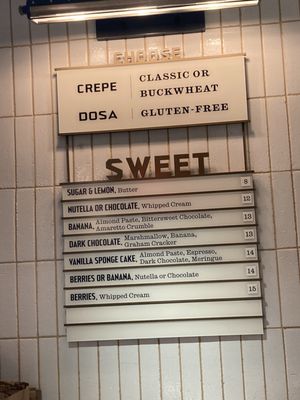 CHOOSE
CREPE CLASSIC OR
BUCKWHEAT
DOSA GLUTEN-FREE
SWEET
SUGAR & LEMON, Butter 8
NUTELLA OR CHOCOLATE, Whipped Cream 12
BANANA, Almond Paste, Bittersweet Chocolate,
Amaretto Crumble 13
DARK CHOCOLATE, Marshmallow, Banana,
Graham Cracker 13
VANILLA SPONGE CAKE, Almond Paste, Espresso,
Dark Chocolate, Meringue 14
BERRIES OR BANANA, Nutella or Chocolate 14
BERRIES, Whipped Cream 15